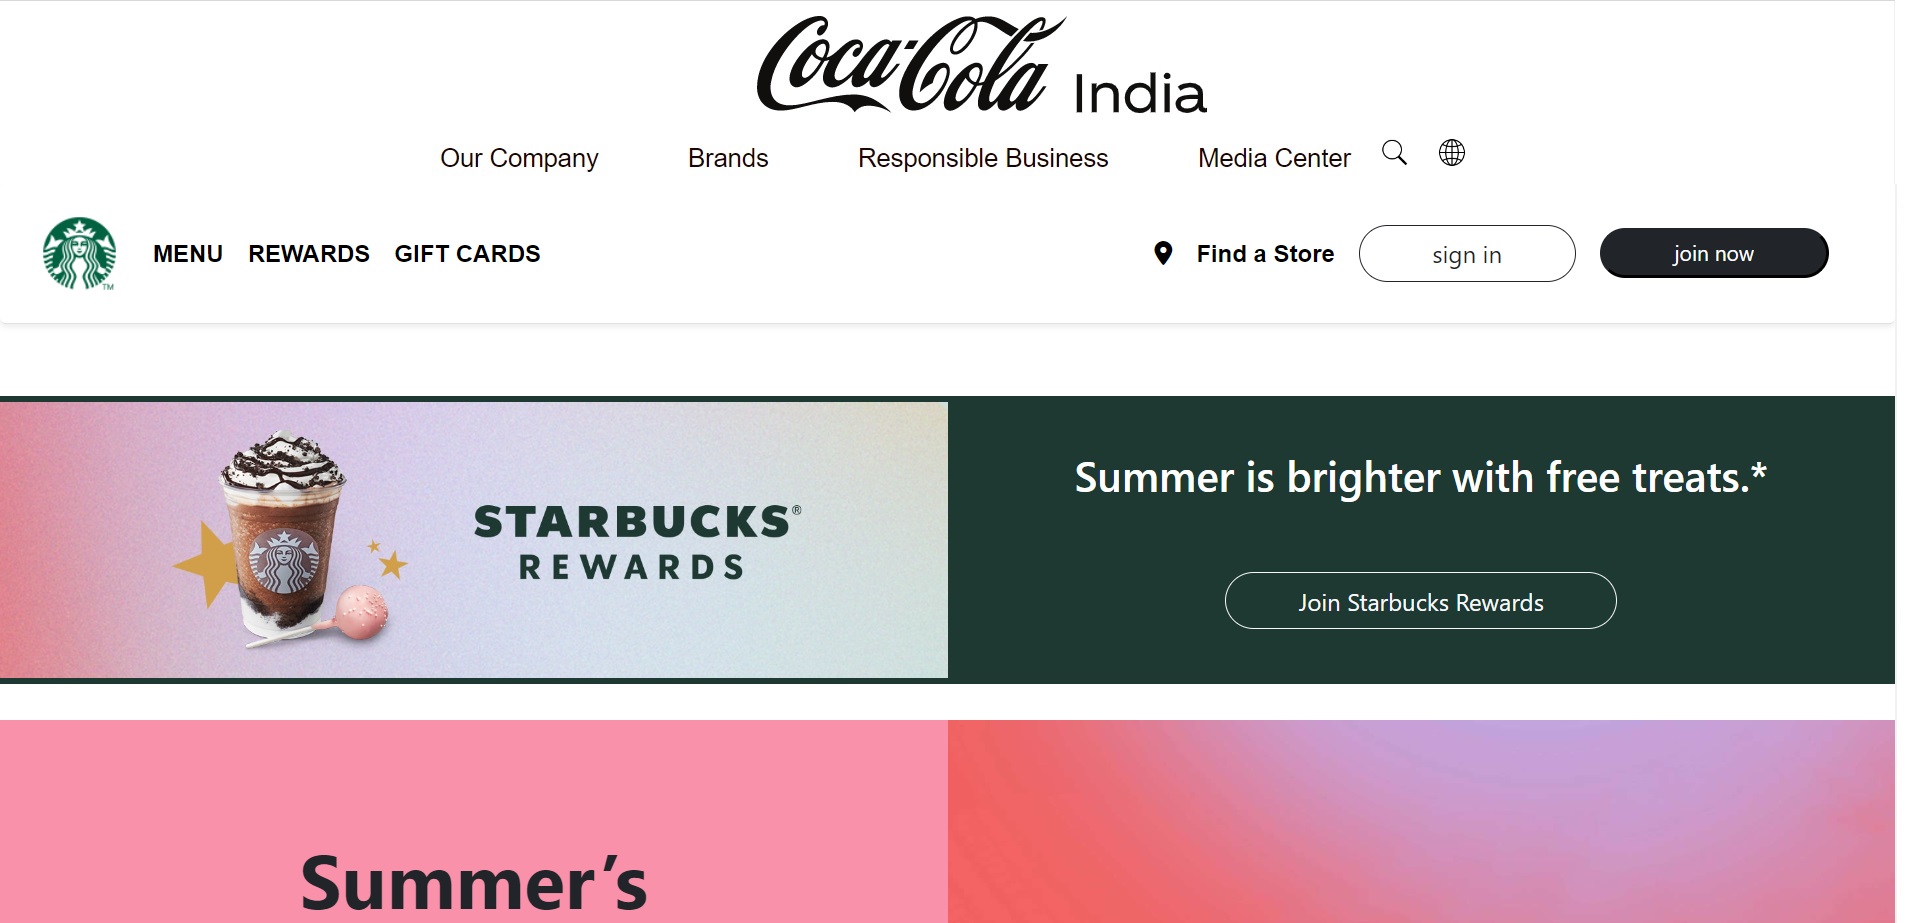 Coca-Cola India
Our Company Brands Responsible Business Media Center
MENU REWARDS GIFT CARDS Find a Store sign in join now
TM
STARBUCKS®
REWARDS
Summer is brighter with free treats.*
Join Starbucks Rewards
Summer’s